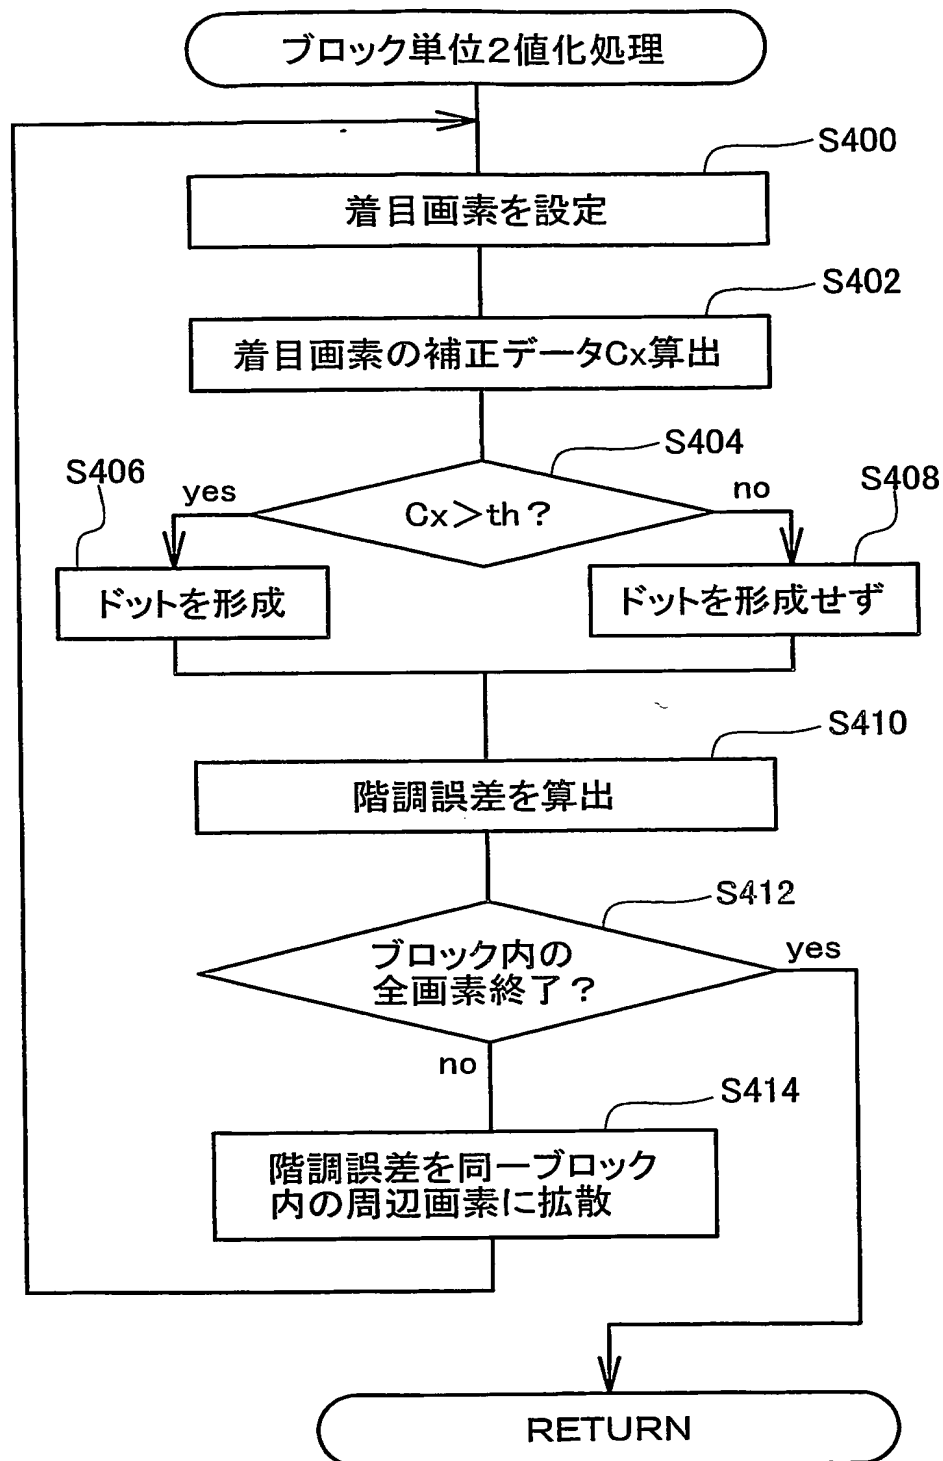 ブロック単位2値化処理
S400
着目画素を設定
S402
着目画素の補正データCx算出
S404
S406
yes
Cx>th?
no
S408
ドットを形成
ドットを形成せず
S410
階調誤差を算出
S412
ブロック内の
全画素終了?
yes
no
S414
階調誤差を同一ブロック
内の周辺画素に拡散
RETURN